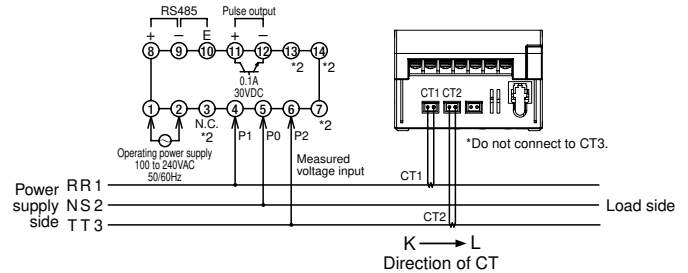 RS485
Pulse output
+ − E + −
8 9 10 11 12 13 14
*2 *2
0.1A
30VDC
1 2 3 4 5 6 7
N.C.
*2
*2
P1 P0 P2
Operating power supply
100 to 240VAC
50/60Hz
Measured
voltage input
CT1 CT2
*Do not connect to CT3.
Power
supply
side
R R 1
N S 2
T T 3
CT1
CT2
Load side
K L
Direction of CT